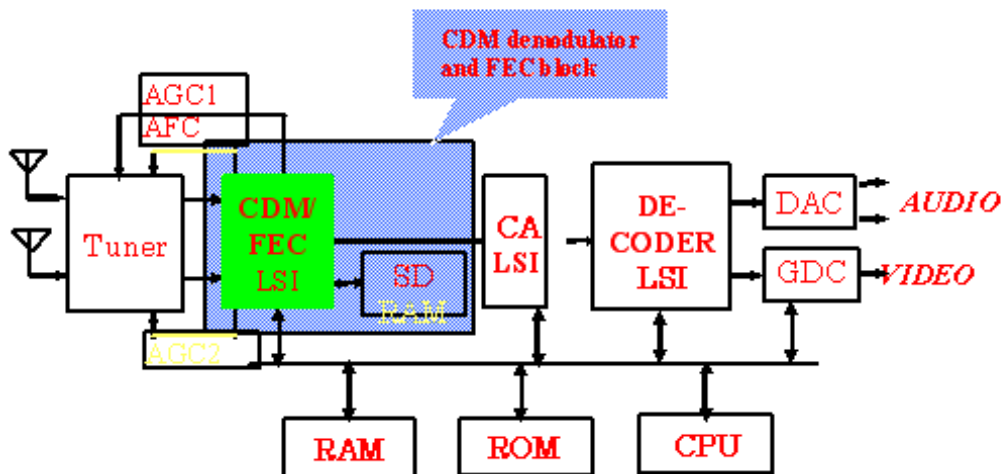 CDM demodulator
and FEC block
AGC1
AFC
Tuner
CDM/
FEC
LSI
SD
RAM
AGC2
CA
LSI
DE-
CODER
LSI
DAC
AUDIO
GDC
VIDEO
RAM
ROM
CPU